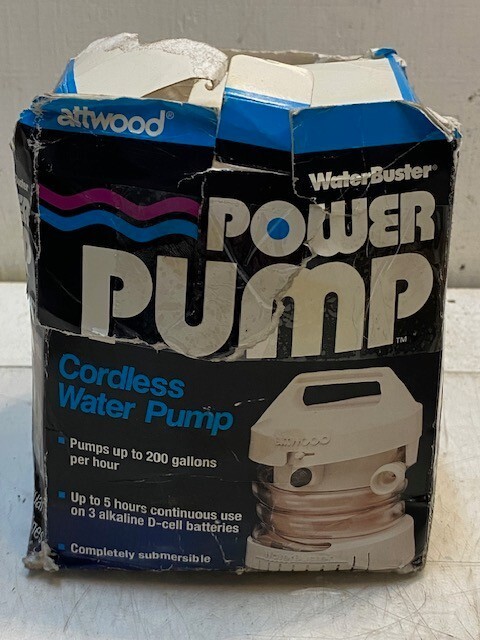 attwood®
WaterBuster®
POWER
PUMP™
Cordless
Water Pump
Pumps up to 200 gallons
per hour
Up to 5 hours continuous use
on 3 alkaline D-cell batteries
Completely submersible
attwood